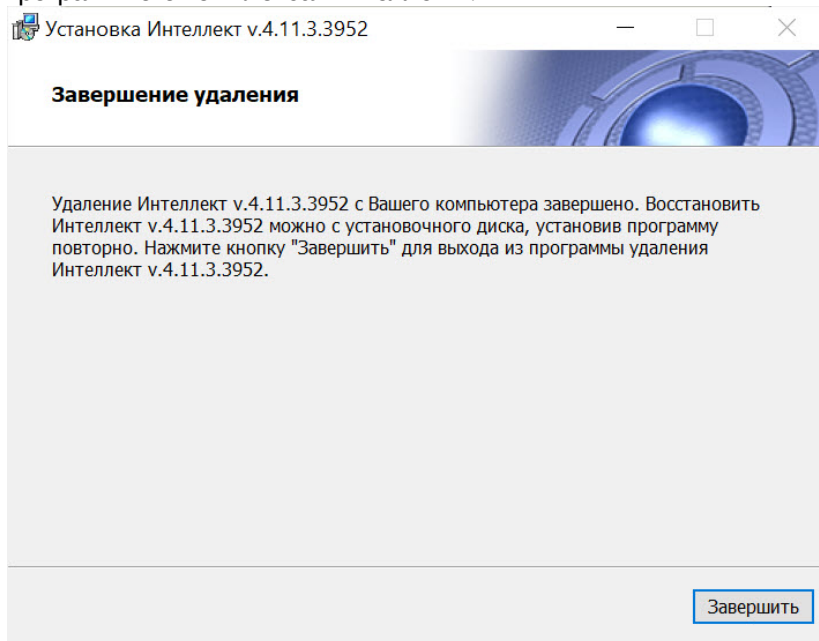 Установка Интеллект v.4.11.3.3952
Завершение удаления
Удаление Интеллект v.4.11.3.3952 с Вашего компьютера завершено. Восстановить
Интеллект v.4.11.3.3952 можно с установочного диска, установив программу
повторно. Нажмите кнопку "Завершить" для выхода из программы удаления
Интеллект v.4.11.3.3952.
Завершить